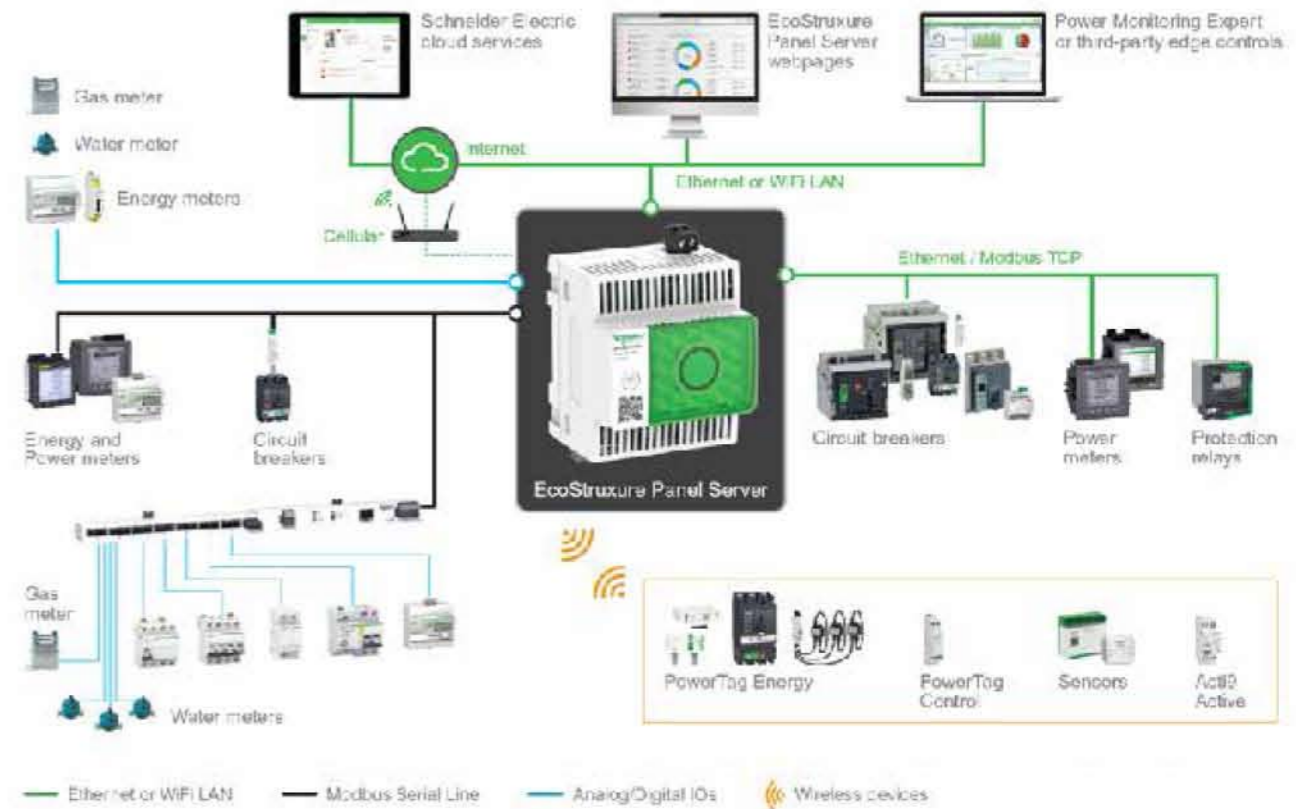 Schneider Electric
cloud services
EcoStruxure
Panel Server
webpages
Power Monitoring Expert
or third-party edge controls
Gas meter
Water meter
Energy meters
Internet
Ethernet or WiFi LAN
Cellular
Ethernet / Modbus TCP
Energy and
Power meters
Circuit
breakers
EcoStruxure Panel Server
Circuit breakers
Power
meters
Protection
relays
Gas
meter
Water meters
PowerTag Energy
PowerTag
Control
Sensors
Acti9
Active
Ethernet or WiFi LAN
Modbus Serial Line
Analog/Digital IOs
Wireless devices